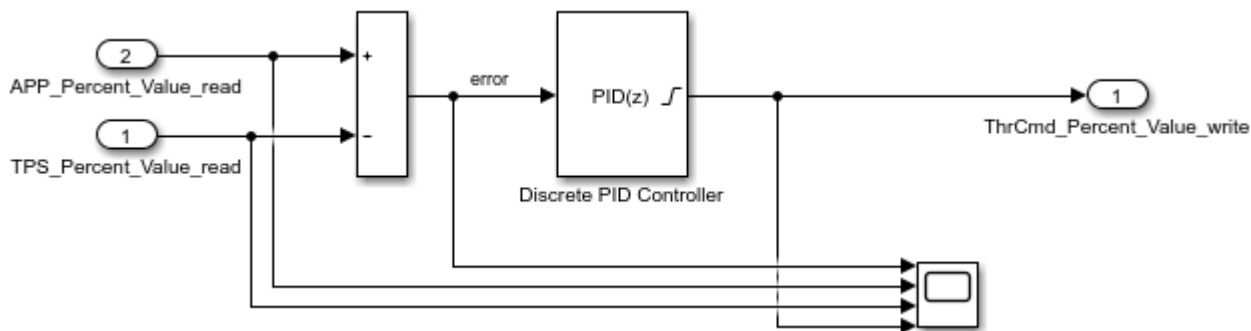 2
APP_Percent_Value_read
1
TPS_Percent_Value_read
+
−
error
PID(z)
Discrete PID Controller
1
ThrCmd_Percent_Value_write